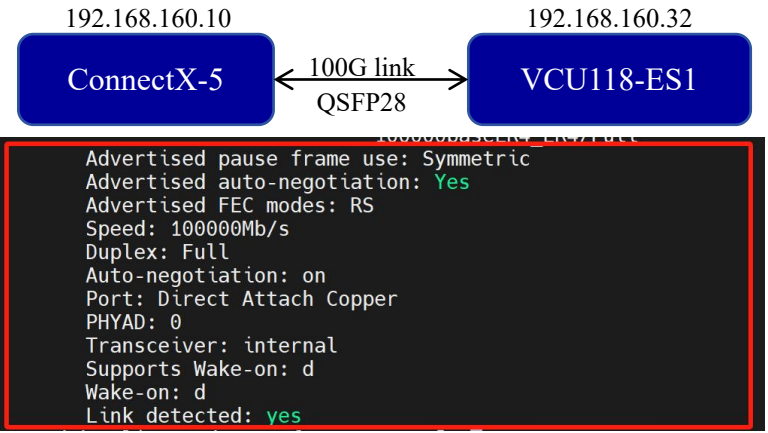 192.168.160.10
192.168.160.32
ConnectX-5
100G link
QSFP28
VCU118-ES1
Advertised pause frame use: Symmetric
Advertised auto-negotiation: Yes
Advertised FEC modes: RS
Speed: 100000Mb/s
Duplex: Full
Auto-negotiation: on
Port: Direct Attach Copper
PHYAD: 0
Transceiver: internal
Supports Wake-on: d
Wake-on: d
Link detected: yes